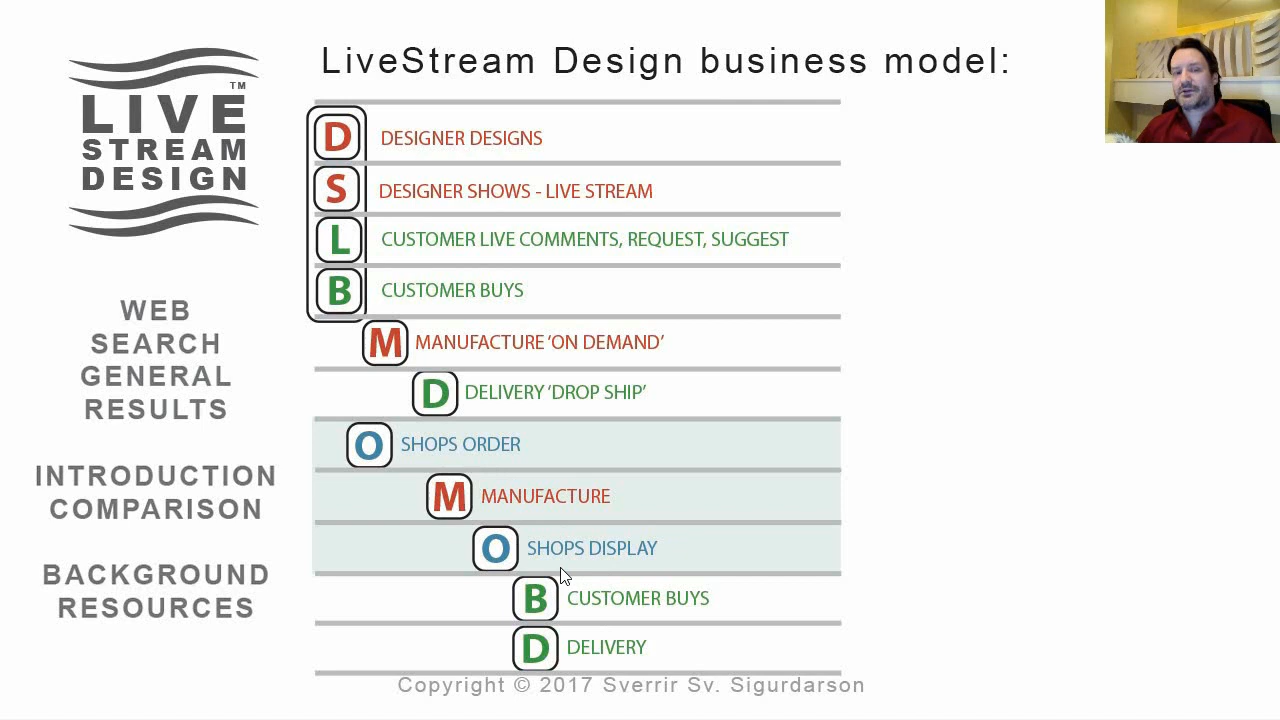 LiveStream Design business model:
™
LIVE
STREAM
DESIGN
D DESIGNER DESIGNS
S DESIGNER SHOWS - LIVE STREAM
L CUSTOMER LIVE COMMENTS, REQUEST, SUGGEST
B CUSTOMER BUYS
M MANUFACTURE ‘ON DEMAND’
D DELIVERY ‘DROP SHIP’
O SHOPS ORDER
M MANUFACTURE
O SHOPS DISPLAY
B CUSTOMER BUYS
D DELIVERY
WEB
SEARCH
GENERAL
RESULTS
INTRODUCTION
COMPARISON
BACKGROUND
RESOURCES
Copyright © 2017 Sverrir Sv. Sigurdarson